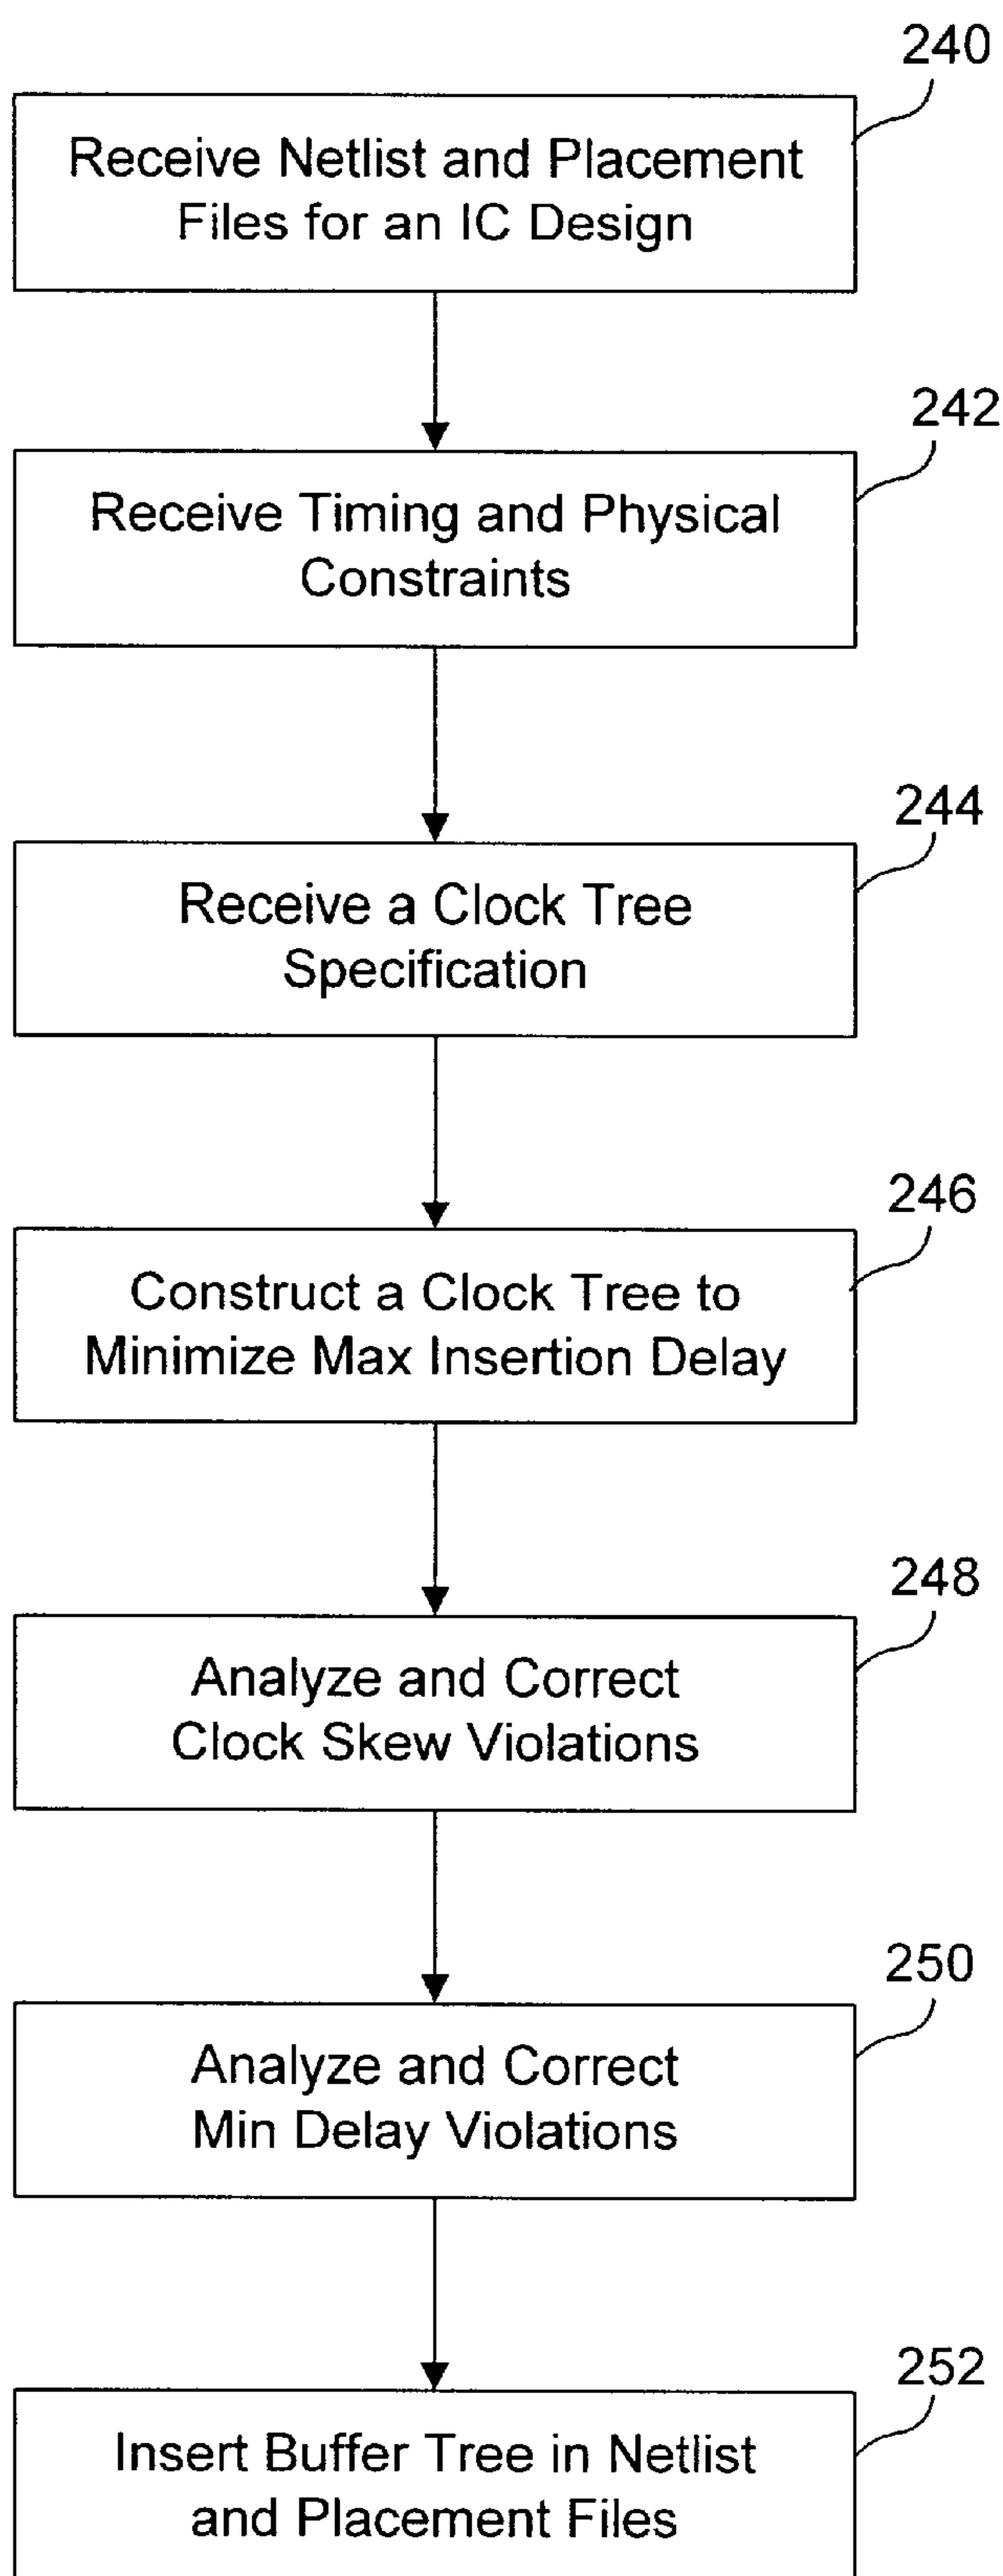 240
Receive Netlist and Placement
Files for an IC Design
242
Receive Timing and Physical
Constraints
244
Receive a Clock Tree
Specification
246
Construct a Clock Tree to
Minimize Max Insertion Delay
248
Analyze and Correct
Clock Skew Violations
250
Analyze and Correct
Min Delay Violations
252
Insert Buffer Tree in Netlist
and Placement Files